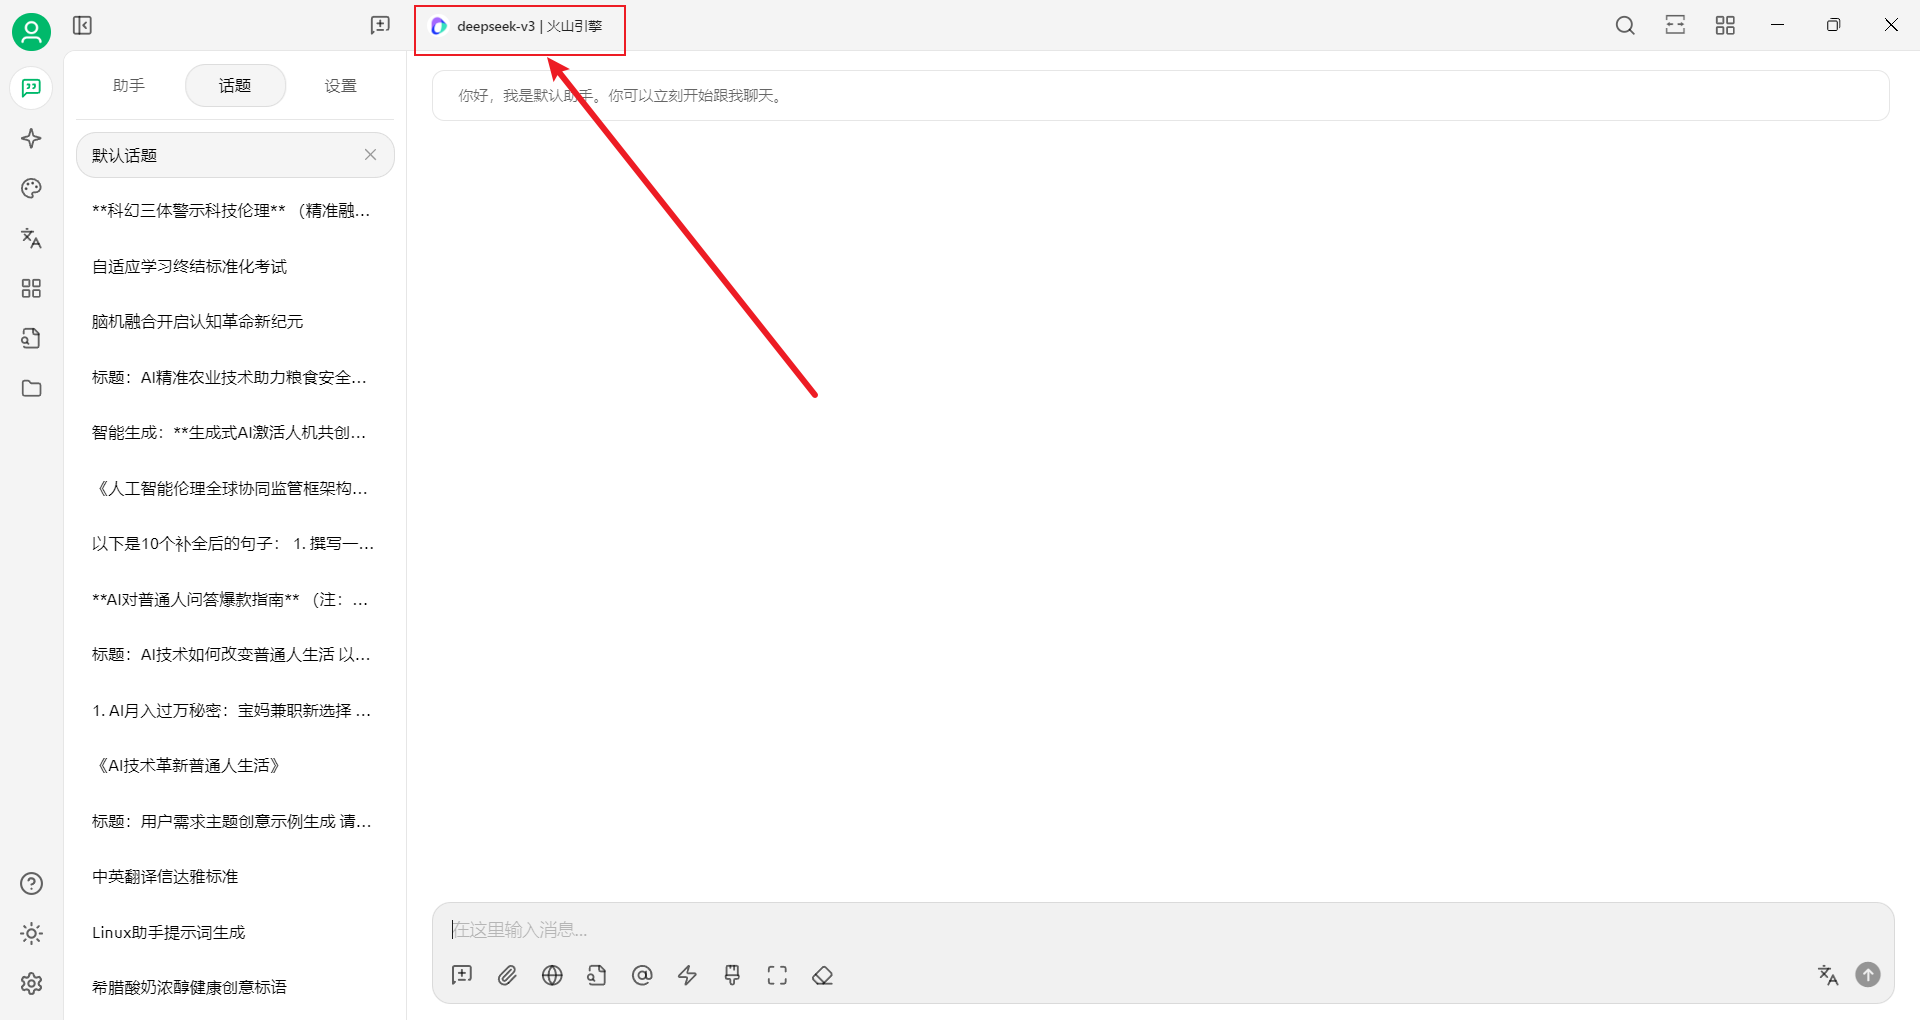 deepseek-v3 | 火山引擎
助手
话题
设置
你好，我是默认助手。你可以立刻开始跟我聊天。
默认话题
**科幻三体警示科技伦理** （精准融...
自适应学习终结标准化考试
脑机融合开启认知革命新纪元
标题：AI精准农业技术助力粮食安全...
智能生成：**生成式AI激活人机共创...
《人工智能伦理全球协同监管框架构...
以下是10个补全后的句子： 1. 撰写一...
**AI对普通人问答爆款指南** （注：...
标题：AI技术如何改变普通人生活 以...
1. AI月入过万秘密：宝妈兼职新选择 ...
《AI技术革新普通人生活》
标题：用户需求主题创意示例生成 请...
中英翻译信达雅标准
Linux助手提示词生成
希腊酸奶浓醇健康创意标语
在这里输入消息...